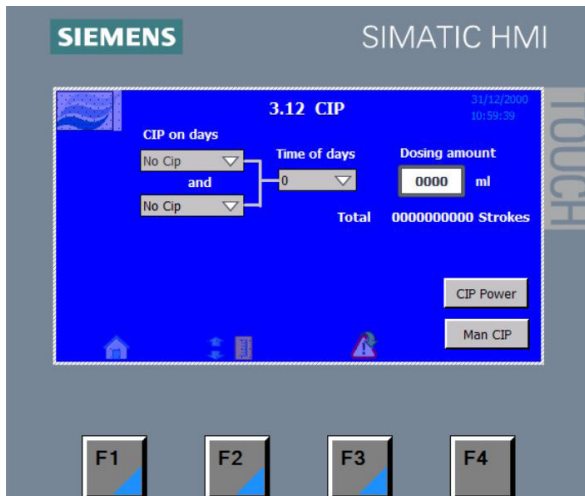 SIEMENS
SIMATIC HMI
TOUCH
3.12 CIP
31/12/2000
10:59:39
CIP on days
No Cip
and
No Cip
Time of days
0
Dosing amount
0000 ml
Total 0000000000 Strokes
CIP Power
Man CIP
F1
F2
F3
F4